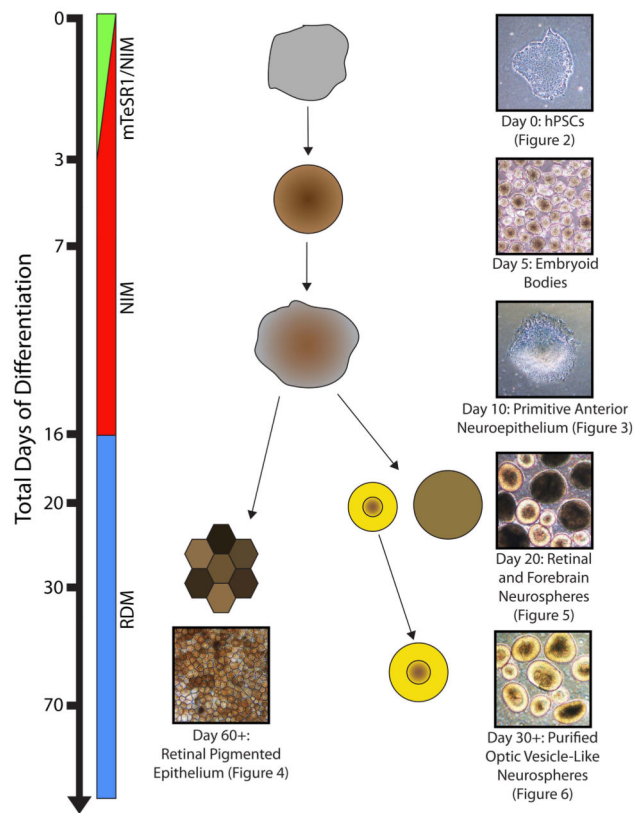 0
3
7
16
20
30
70
Total Days of Differentiation
mTeSR1/NIM
NIM
RDM
Day 0: hPSCs
(Figure 2)
Day 5: Embryoid
Bodies
Day 10: Primitive Anterior
Neuroepithelium (Figure 3)
Day 20: Retinal
and Forebrain
Neurospheres
(Figure 5)
Day 60+:
Retinal Pigmented
Epithelium (Figure 4)
Day 30+: Purified
Optic Vesicle-Like
Neurospheres
(Figure 6)